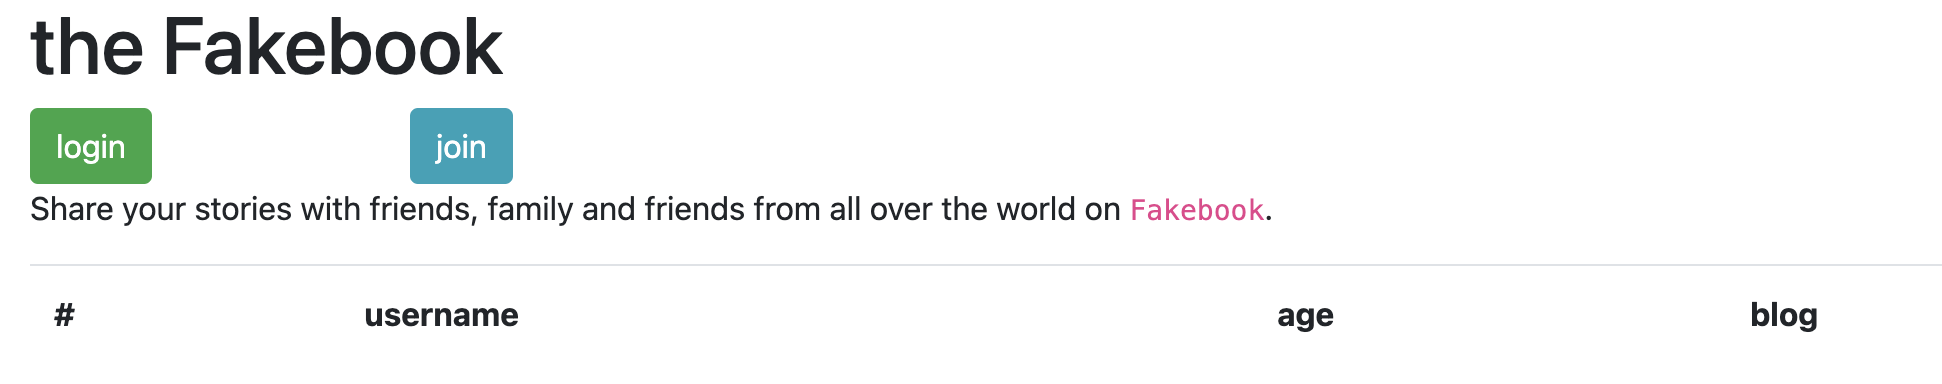 the Fakebook
login join
Share your stories with friends, family and friends from all over the world on Fakebook.
# username age blog